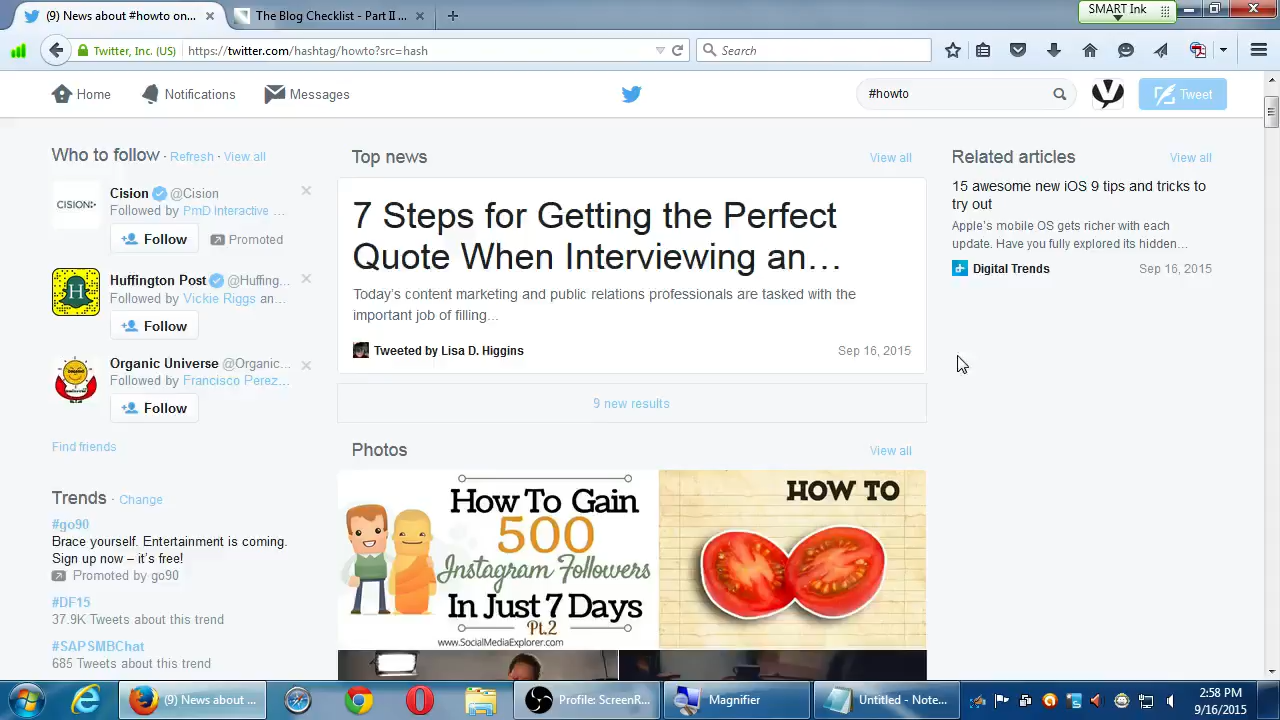 (9) News about #howto on...
The Blog Checklist - Part II ...
SMART Ink
Twitter, Inc. (US)
https://twitter.com/hashtag/howto?src=hash
Search
Home
Notifications
Messages
#howto
Tweet
Who to follow · Refresh · View all
Cision @Cision
Followed by PmD Interactive ...
Follow
Promoted
Huffington Post @Huffing...
Followed by Vickie Riggs an...
Follow
Organic Universe @Organic...
Followed by Francisco Perez...
Follow
Find friends
Trends · Change
#go90
Brace yourself. Entertainment is coming.
Sign up now – it's free!
Promoted by go90
#DF15
37.9K Tweets about this trend
#SAPSMBChat
685 Tweets about this trend
Top news
View all
7 Steps for Getting the Perfect
Quote When Interviewing an...
Today's content marketing and public relations professionals are tasked with the
important job of filling...
Tweeted by Lisa D. Higgins
Sep 16, 2015
9 new results
Photos
View all
How To Gain
500
Instagram Followers
In Just 7 Days
Pt.2
www.SocialMediaExplorer.com
HOW TO
Related articles
View all
15 awesome new iOS 9 tips and tricks to
try out
Apple's mobile OS gets richer with each
update. Have you fully explored its hidden...
Digital Trends
Sep 16, 2015
CISION
H
(9) News about ...
Profile: ScreenR...
Magnifier
Untitled - Note...
2:58 PM
9/16/2015